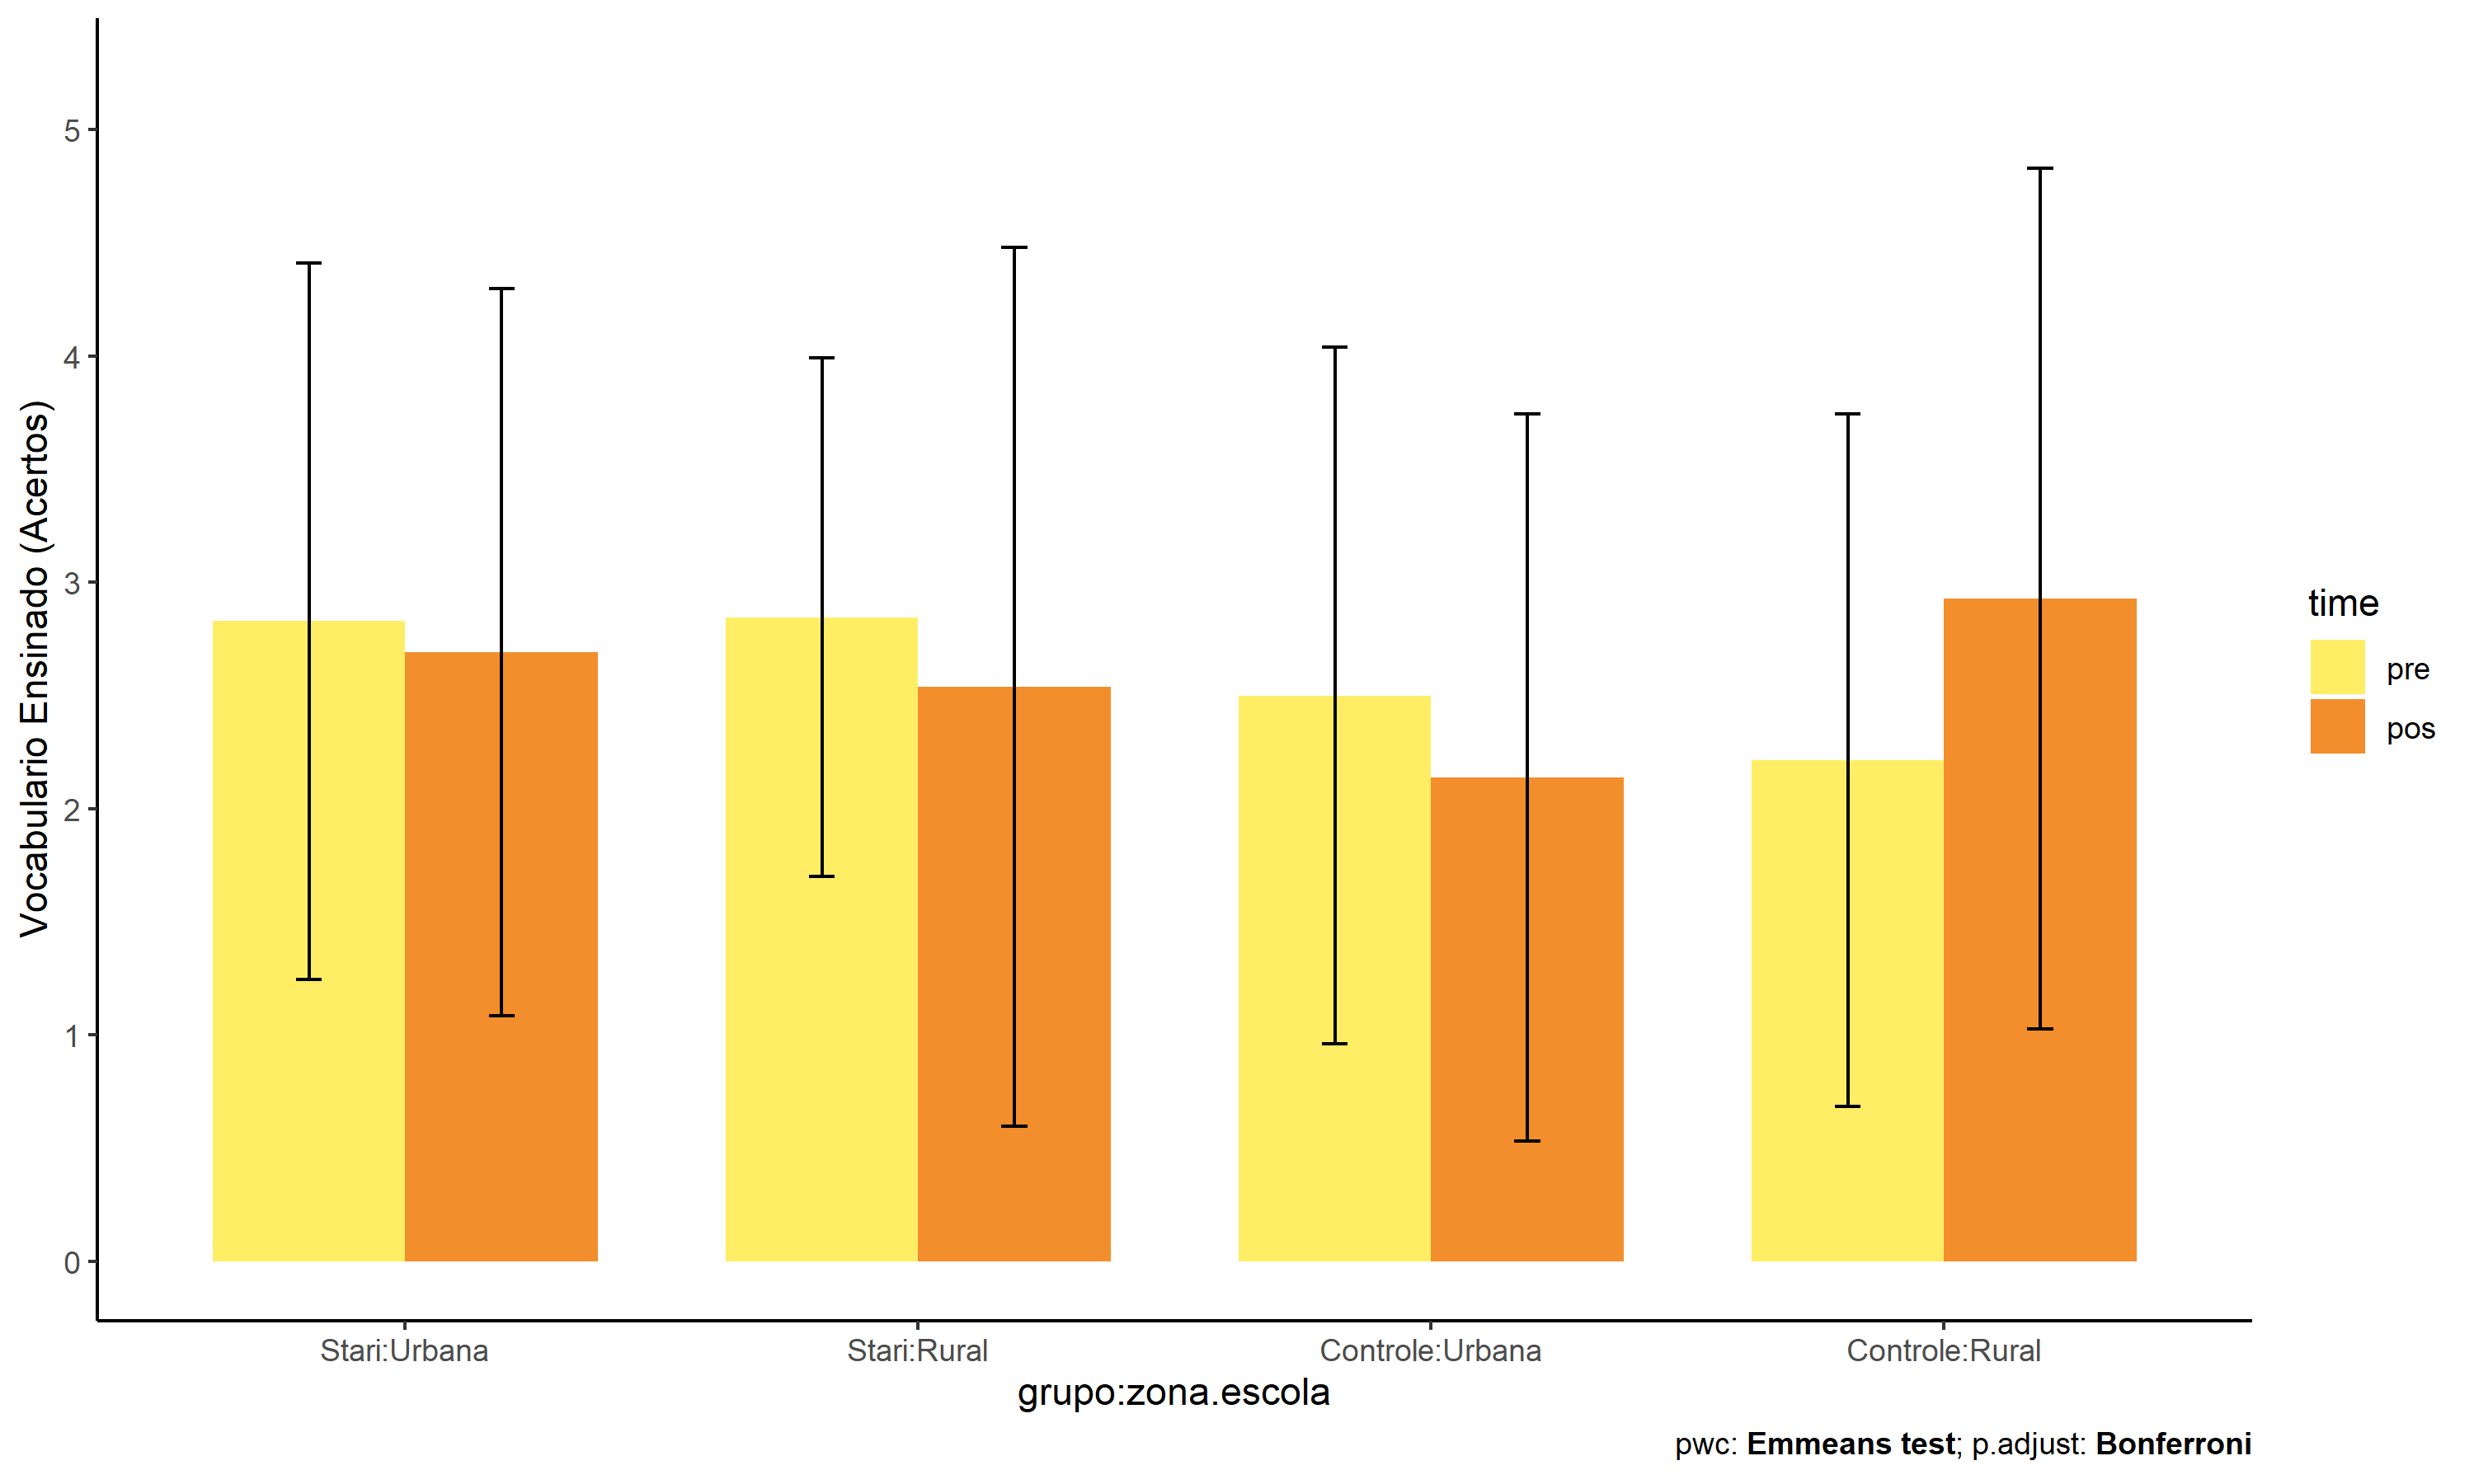 Vocabulario Ensinado (Acertos)
5
4
3
2
1
0
Stari:Urbana
Stari:Rural
Controle:Urbana
Controle:Rural
grupo:zona.escola
time
pre
pos
pwc: Emmeans test; p.adjust: Bonferroni